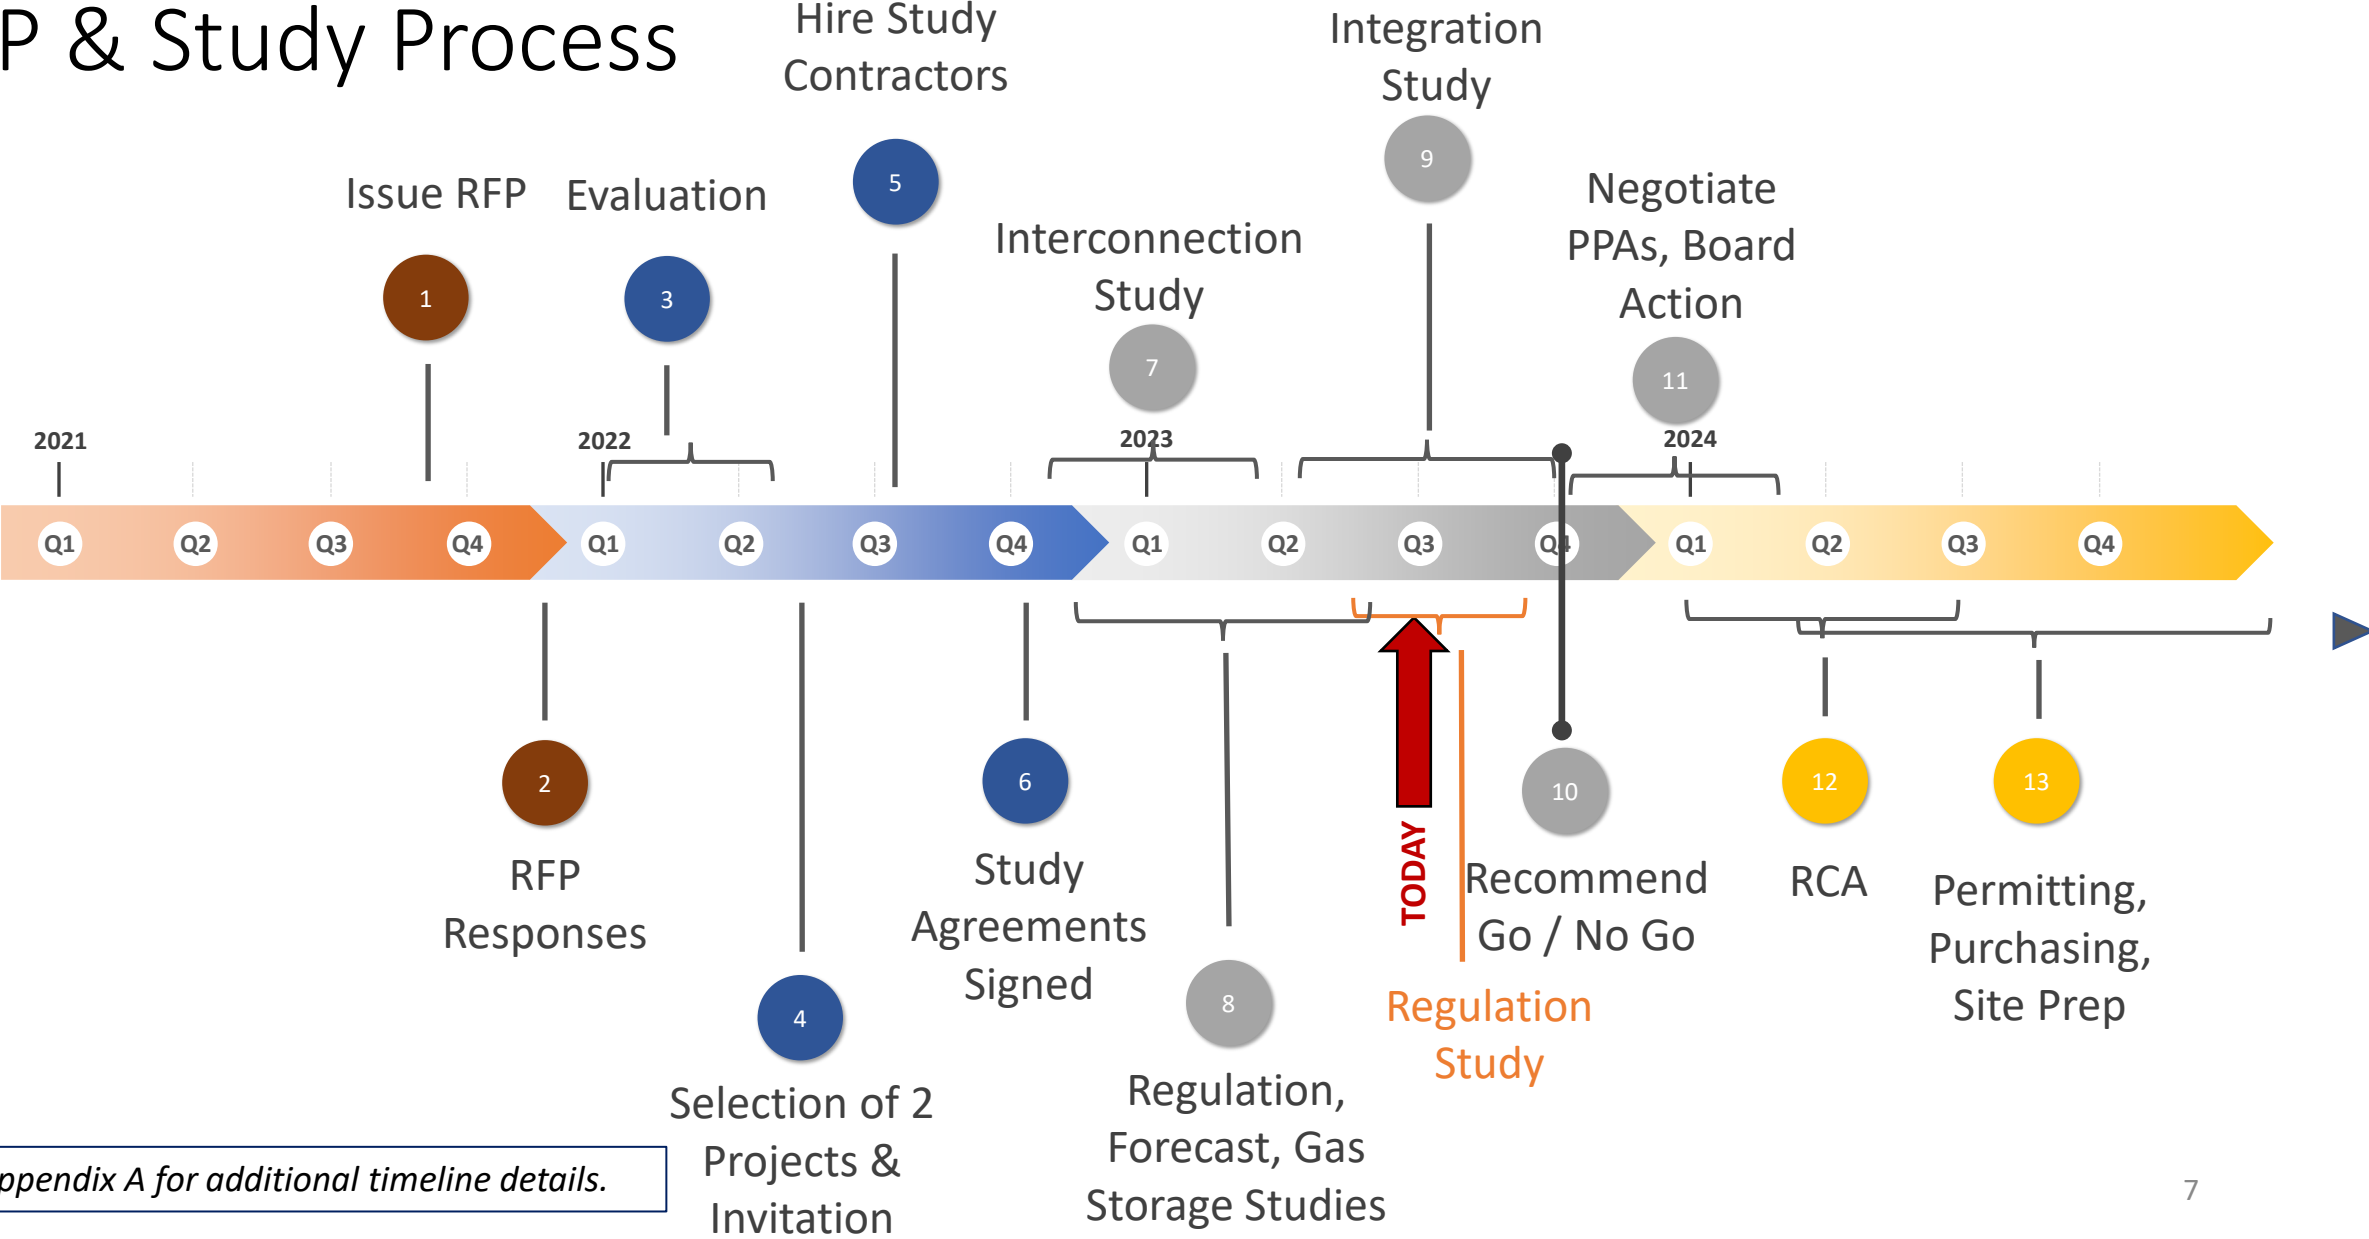 P & Study Process
Hire Study
Contractors
Integration
Study
5
9
Issue RFP
Evaluation
Negotiate
PPAs, Board
Action
Interconnection
Study
1
3
7
11
2021
2022
2023
2024
Q1
Q2
Q3
Q4
Q1
Q2
Q3
Q4
Q1
Q2
Q3
Q4
Q1
Q2
Q3
Q4
2
6
10
12
13
RFP
Responses
Study
Agreements
Signed
TODAY
Recommend
Go / No Go
RCA
Permitting,
Purchasing,
Site Prep
4
8
Regulation
Study
Selection of 2
Projects &
Invitation
Regulation,
Forecast, Gas
Storage Studies
ppendix A for additional timeline details.
7